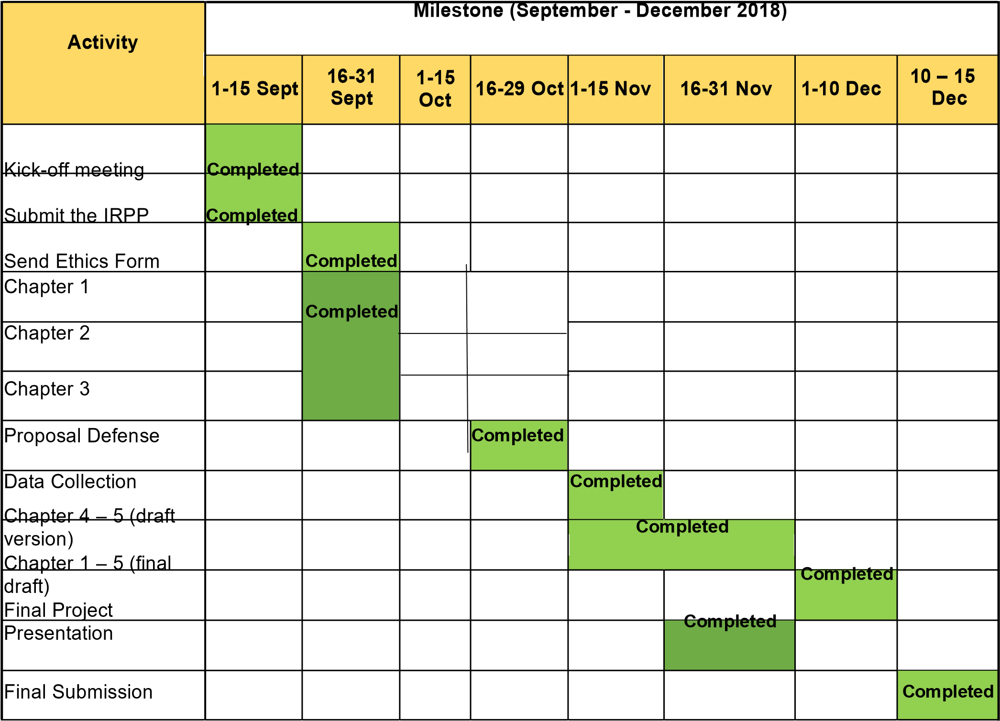 Milestone (September - December 2018)
Activity
1-15 Sept
16-31
Sept
1-15
Oct
16-29 Oct
1-15 Nov
16-31 Nov
1-10 Dec
10 – 15
Dec
Kick-off meeting
Completed
Submit the IRPP
Completed
Send Ethics Form
Completed
Chapter 1
Completed
Chapter 2
Chapter 3
Proposal Defense
Completed
Data Collection
Completed
Chapter 4 – 5 (draft
version)
Completed
Chapter 1 – 5 (final
draft)
Completed
Final Project
Presentation
Completed
Final Submission
Completed